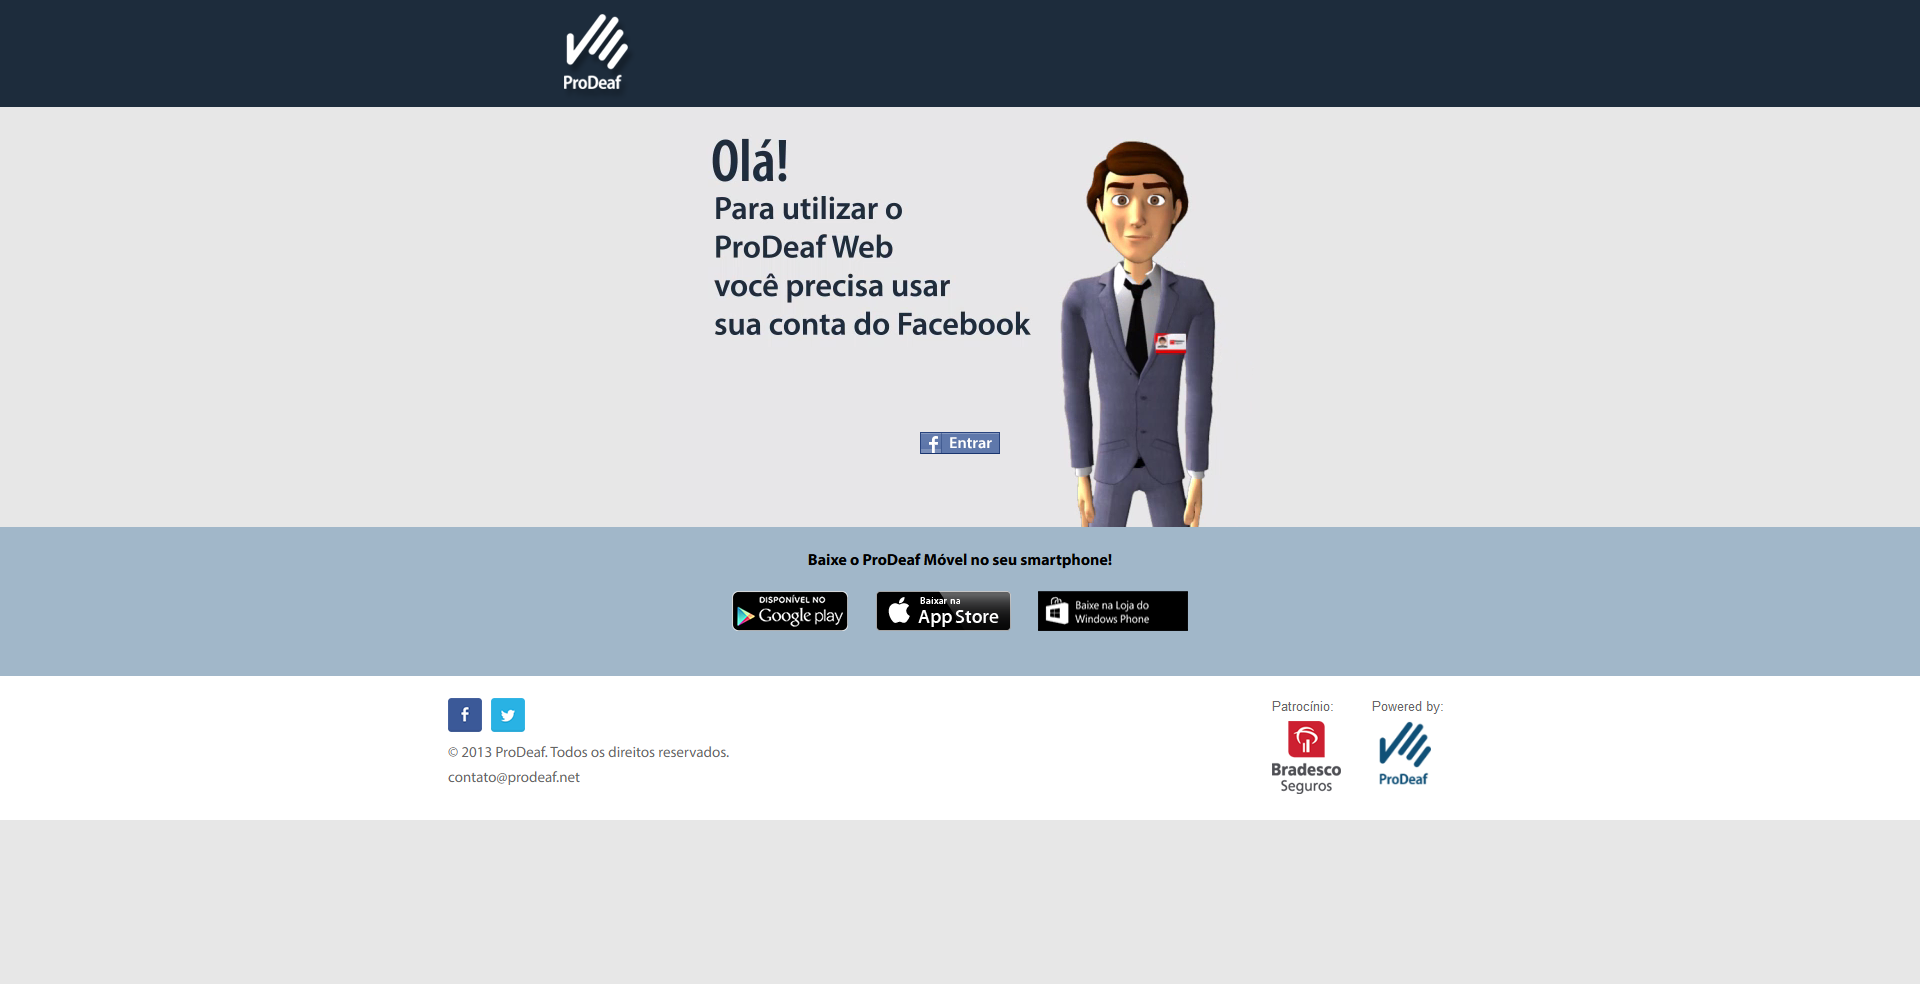 ProDeaf
Olá!
Para utilizar o
ProDeaf Web
você precisa usar
sua conta do Facebook
Entrar
Baixe o ProDeaf Móvel no seu smartphone!
DISPONÍVEL NO
Google play
Baixar na
App Store
Baixe na Loja do
Windows Phone
© 2013 ProDeaf. Todos os direitos reservados.
contato@prodeaf.net
Patrocínio:
Bradesco
Seguros
Powered by:
ProDeaf